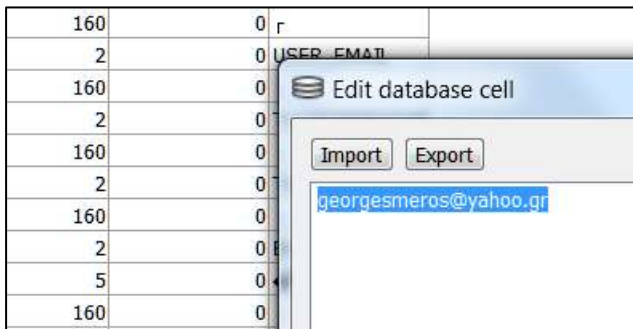 160 0 r
2 0 USER_EMAIL
160 0
2 0
160 0
2 0
160 0
2 0
5 0
160 0
Edit database cell
Import Export
georgesmeros@yahoo.gr